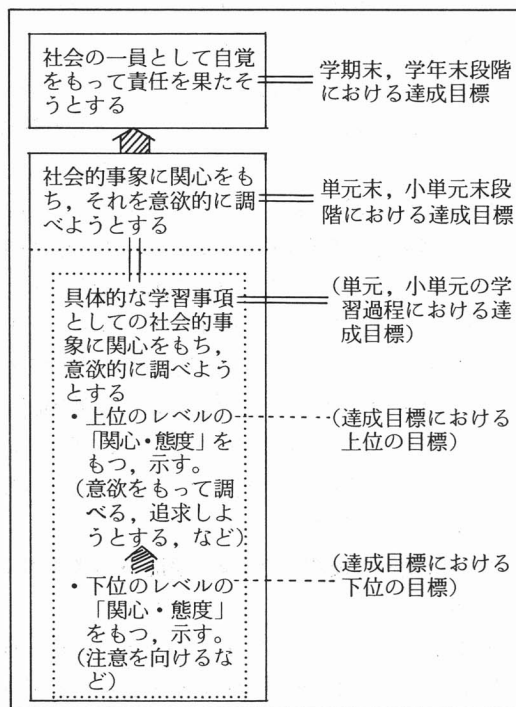 社会の一員として自覚
をもって責任を果たそ
うとする
学期末，学年末段階
における達成目標
社会的事象に関心をも
ち，それを意欲的に調
べようとする
単元末，小単元末段
階における達成目標
具体的な学習事項
としての社会的事
象に関心をもち，
意欲的に調べよう
とする
(単元，小単元の学
習過程における達
成目標)
・上位のレベルの
「関心・態度」を
もつ，示す。
(意欲をもって調
べる，追求しよ
うとする，など)
(達成目標における
上位の目標)
・下位のレベルの
「関心・態度」
をもつ，示す。
(注意を向けるな
ど)
(達成目標における
下位の目標)